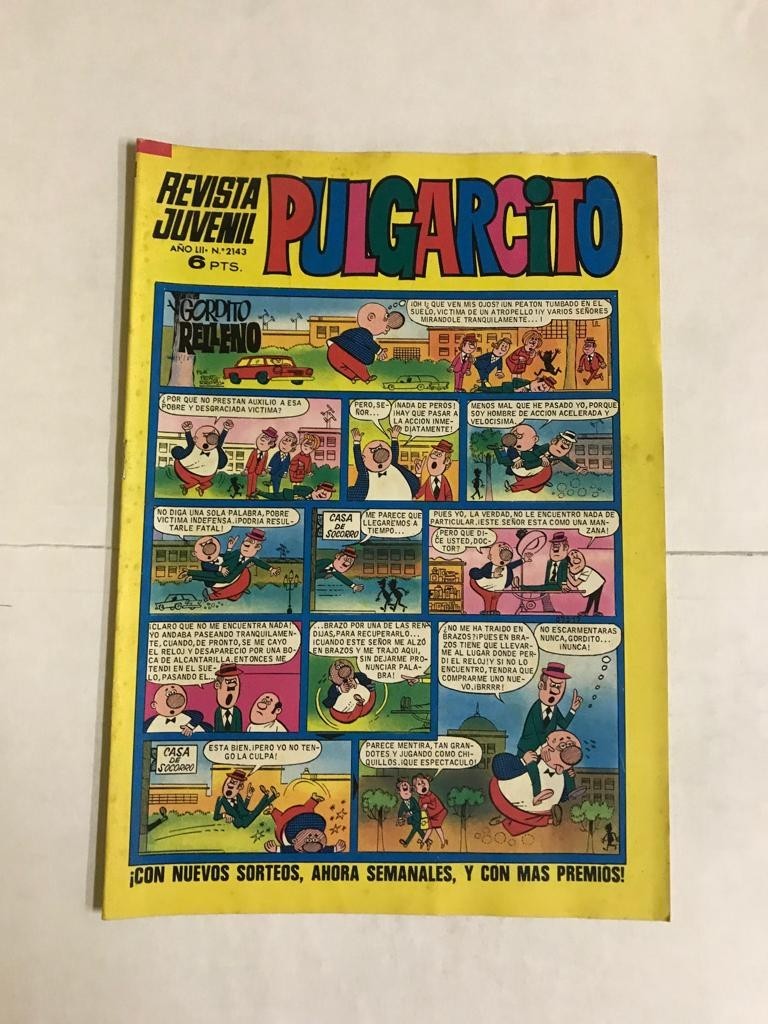 REVISTA
JUVENIL
AÑO LII • N.º 2143
6 PTS.
PULGARCITO
GORDITO
RELLENO
POR
¡OH!¿ QUE VEN MIS OJOS? ¡UN PEATON TUMBADO EN EL
SUELO, VICTIMA DE UN ATROPELLO! ¡Y VARIOS SEÑORES
MIRANDOLE TRANQUILAMENTE...!
¿POR QUE NO PRESTAN AUXILIO A ESA
POBRE Y DESGRACIADA VICTIMA?
PERO, SE-
ÑOR...
¡NADA DE PEROS!
¡HAY QUE PASAR A
LA ACCION INME-
DIATAMENTE!
MENOS MAL QUE HE PASADO YO, PORQUE
SOY HOMBRE DE ACCION ACELERADA Y
VELOCISIMA.
NO DIGA UNA SOLA PALABRA, POBRE
VICTIMA INDEFENSA. ¡PODRIA RESUL-
TARLE FATAL!
CASA
DE
SOCORRO
ME PARECE QUE
LLEGAREMOS A
TIEMPO...
PUES YO, LA VERDAD, NO LE ENCUENTRO NADA DE
PARTICULAR. ¡ESTE SEÑOR ESTA COMO UNA MAN-
ZANA!
¿PERO QUE DI-
CE USTED, DOC-
TOR?
¡CLARO QUE NO ME ENCUENTRA NADA!
YO ANDABA PASEANDO TRANQUILAMEN-
TE, CUANDO, DE PRONTO, SE ME CAYO
EL RELOJ Y DESAPARECIO POR UNA BO-
CA DE ALCANTARILLA. ENTONCES ME
TENDI EN EL SUE-
LO, PASANDO EL...
...BRAZO POR UNA DE LAS REN-
DIJAS, PARA RECUPERARLO...
¡CUANDO ESTE SEÑOR ME ALZÓ
EN BRAZOS Y ME TRAJO AQUI,
SIN DEJARME PRO-
NUNCIAR PALA-
BRA!
¿NO ME HA TRAIDO EN
BRAZOS? ¡PUES EN BRA-
ZOS TIENE QUE LLEVAR-
ME AL LUGAR DONDE PER-
DI EL RELOJ! ¡Y SI NO LO
ENCUENTRO, TENDRA QUE
COMPRARME UNO NUE-
VO. ¡BRRRR!
NO ESCARMENTARAS
NUNCA, GORDITO...
¡NUNCA!
CASA
DE
SOCORRO
ESTA BIEN. ¡PERO YO NO TEN-
GO LA CULPA!
PARECE MENTIRA, TAN GRAN-
DOTES Y JUGANDO COMO CHI-
QUILLOS. ¡QUE ESPECTACULO!
¡CON NUEVOS SORTEOS, AHORA SEMANALES, Y CON MAS PREMIOS!